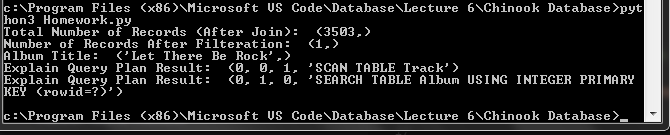 c:\Program Files (x86)\Microsoft VS Code\Database\Lecture 6\Chinook Database>pyt
hon3 Homework.py
Total Number of Records (After Join):  (3503,)
Number of Records After Filteration:  (1,)
Album Title:  ('Let There Be Rock',)
Explain Query Plan Result:  (0, 0, 1, 'SCAN TABLE Track')
Explain Query Plan Result:  (0, 1, 0, 'SEARCH TABLE Album USING INTEGER PRIMARY
KEY (rowid=?)')
c:\Program Files (x86)\Microsoft VS Code\Database\Lecture 6\Chinook Database>_